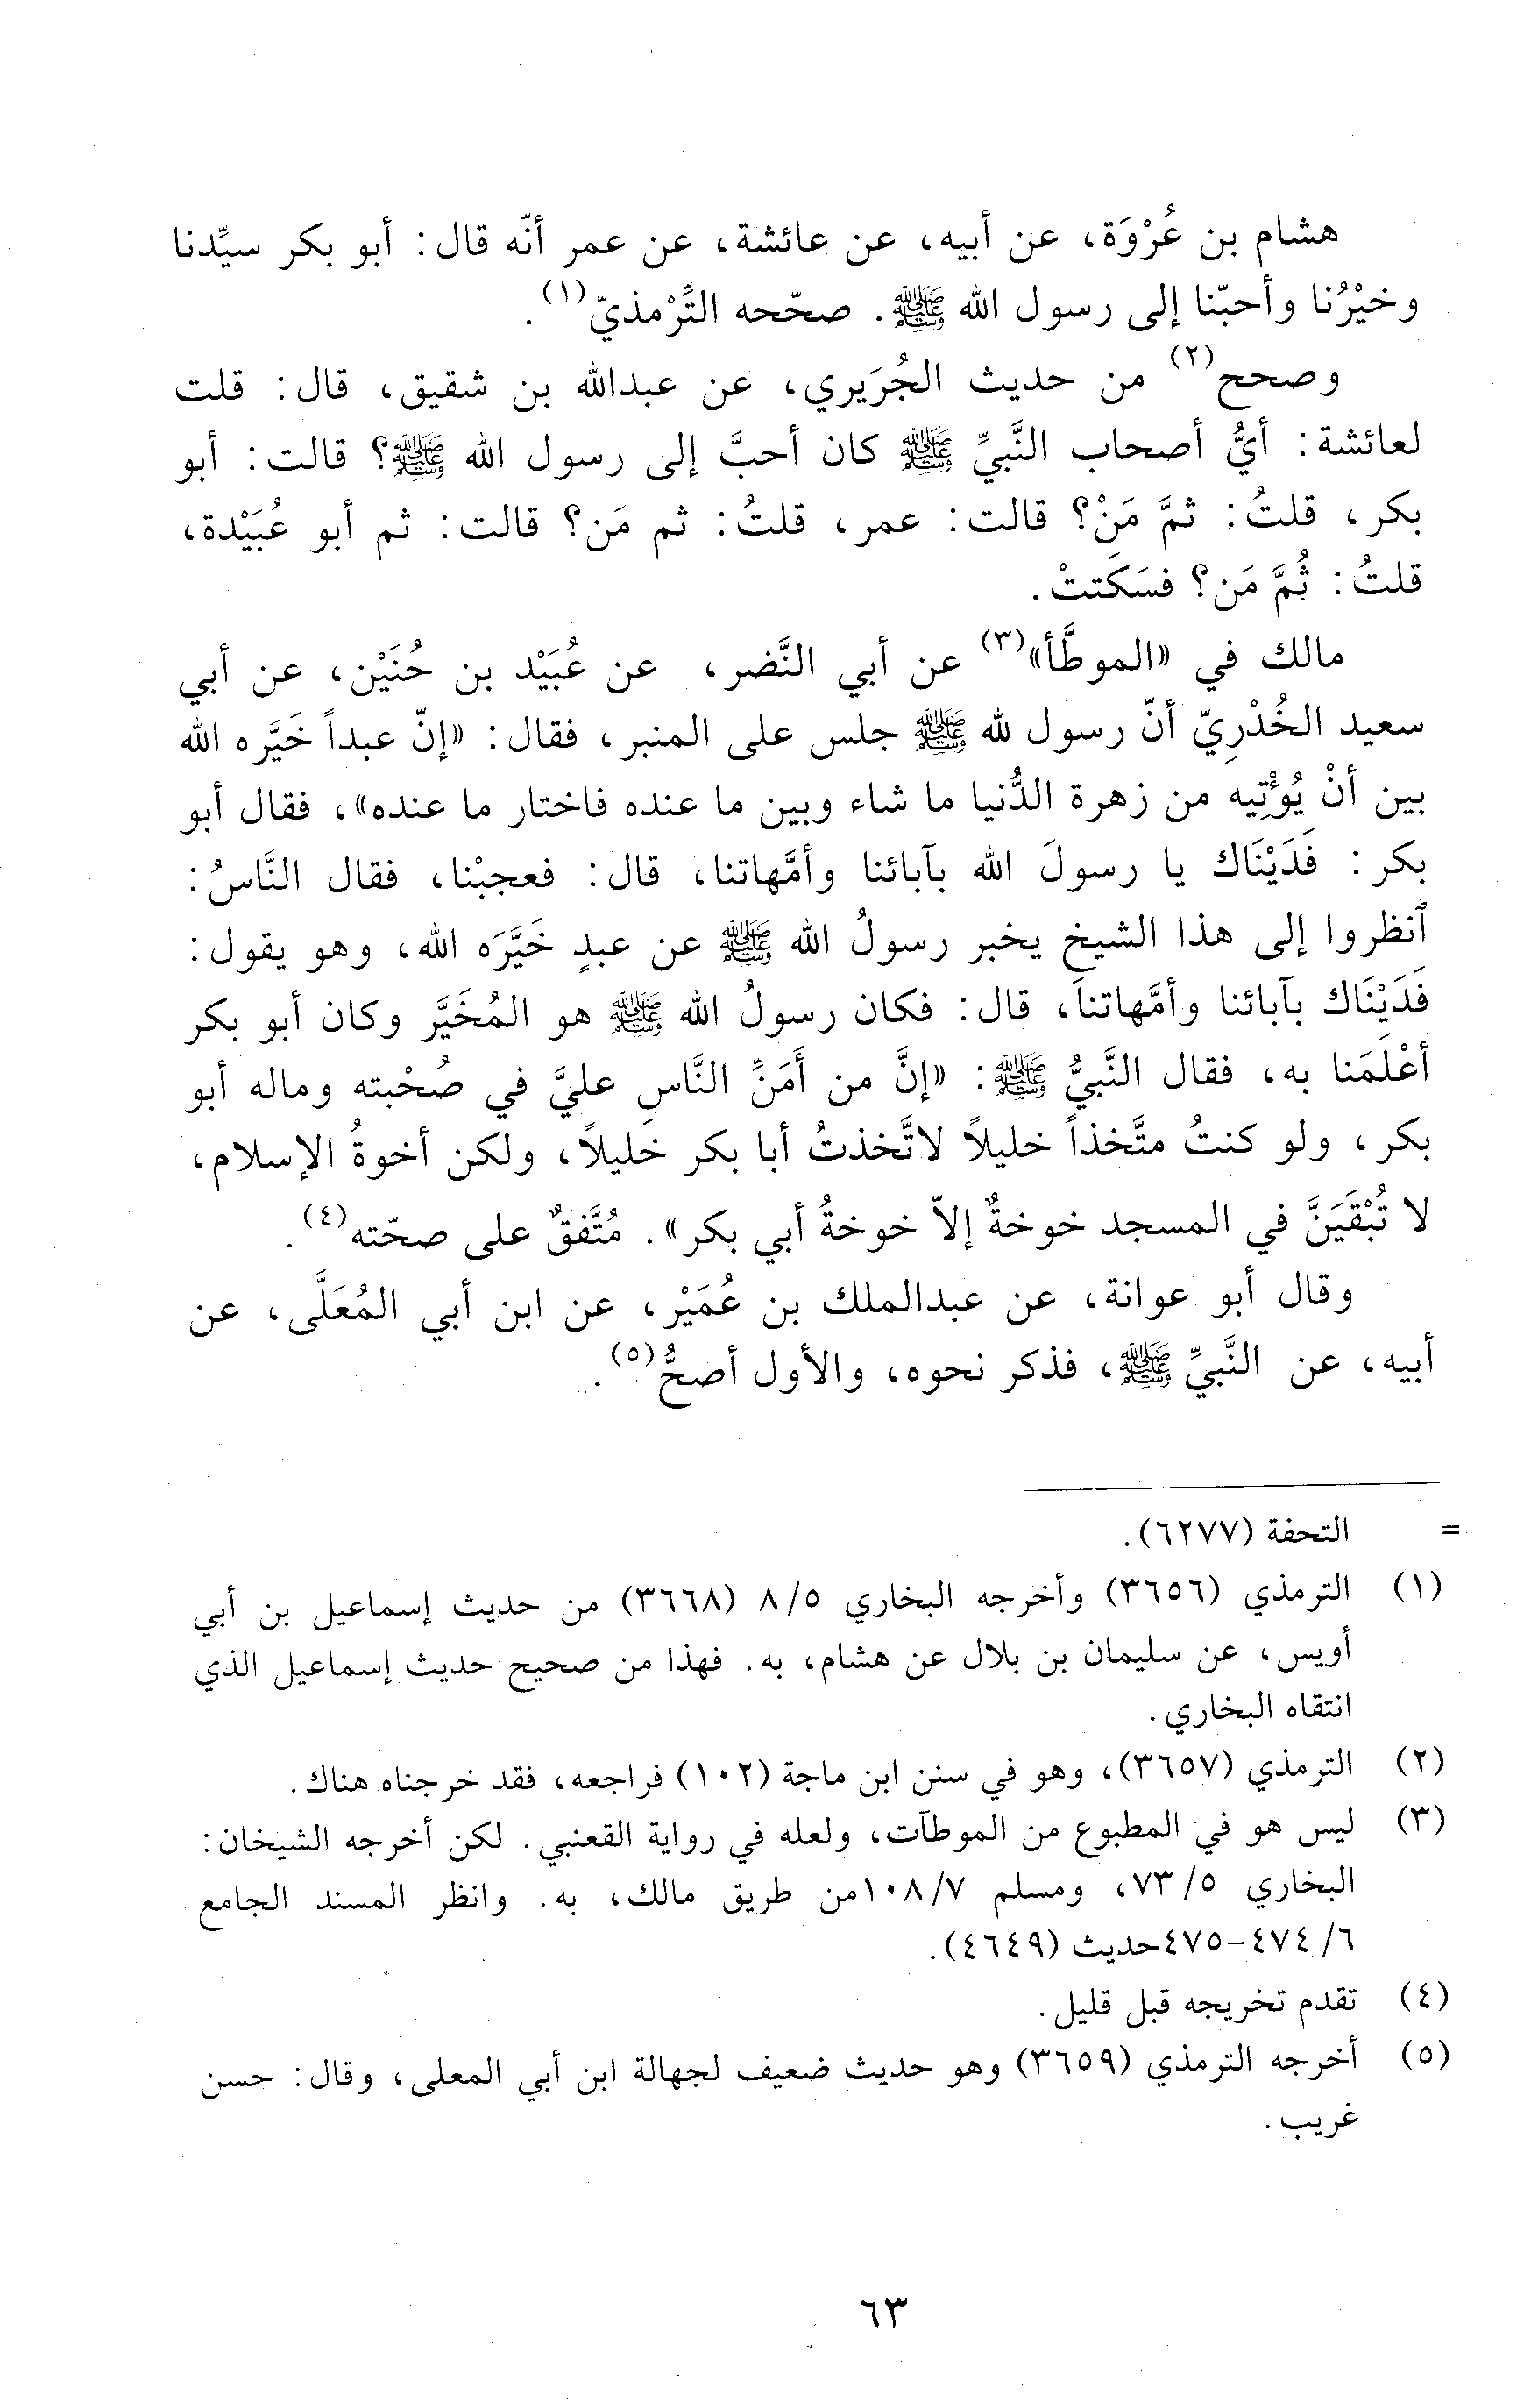 هشام بن عُرْوَة، عن أبيه، عن عائشة، عن عمر أنّه قال: أبو بكر سيِّدنا
وخيْرُنا وأحبّنا إلى رسول الله ﷺ. صحّحه التِّرْمذيّ(١).
وصحح(٢) من حديث الجُرَيري، عن عبدالله بن شقيق، قال: قلت
لعائشة: أيُّ أصحاب النَّبيِّ ﷺ كان أحبَّ إلى رسول الله ﷺ؟ قالت: أبو
بكر، قلتُ: ثمَّ مَنْ؟ قالت: عمر، قلتُ: ثم مَن؟ قالت: ثم أبو عُبَيْدة،
قلتُ: ثُمَّ مَن؟ فسَكَتتْ.
مالك في «الموطَّأ»(٣) عن أبي النَّضر، عن عُبَيْد بن حُنَيْن، عن أبي
سعيد الخُدْرِيّ أنّ رسول لله ﷺ جلس على المنبر، فقال: «إنّ عبداً خَيَّره الله
بين أنْ يُؤْتِيه من زهرة الدُّنيا ما شاء وبين ما عنده فاختار ما عنده»، فقال أبو
بكر: فَدَيْنَاك يا رسولَ الله بآبائنا وأمَّهاتنا، قال: فعجبْنا، فقال النَّاسُ:
ٱنظروا إلى هذا الشيخ يخبر رسولُ الله ﷺ عن عبدٍ خَيَّرَه الله، وهو يقول:
فَدَيْنَاك بآبائنا وأمَّهاتناَ، قال: فكان رسولُ الله ﷺ هو المُخَيَّر وكان أبو بكر
أعْلَمَنا به، فقال النَّبيُّ ﷺ: «إنَّ من أَمَنِّ النَّاسِ عليَّ في صُحْبته وماله أبو
بكر، ولو كنتُ متَّخذاً خليلاً لاتَّخذتُ أبا بكر خليلاً، ولكن أخوةُ الإسلام،
لا تُبْقَيَنَّ في المسجد خوخةٌ إلاّ خوخةُ أبي بكر». مُتَّفقٌ على صحّته(٤).
وقال أبو عوانة، عن عبدالملك بن عُمَيْر، عن ابن أبي المُعَلَّى، عن
أبيه، عن النَّبيِّ ﷺ، فذكر نحوه، والأول أصحُّ(٥).
= التحفة (٦٢٧٧).
(١) الترمذي (٣٦٥٦) وأخرجه البخاري ٨/٥ (٣٦٦٨) من حديث إسماعيل بن أبي
أويس، عن سليمان بن بلال عن هشام، به. فهذا من صحيح حديث إسماعيل الذي
انتقاه البخاري.
(٢) الترمذي (٣٦٥٧)، وهو في سنن ابن ماجة (١٠٢) فراجعه، فقد خرجناه هناك.
(٣) ليس هو في المطبوع من الموطآت، ولعله في رواية القعنبي. لكن أخرجه الشيخان:
البخاري ٧٣/٥، ومسلم ١٠٨/٧من طريق مالك، به. وانظر المسند الجامع
٦/ ٤٧٤-٤٧٥حديث (٤٦٤٩).
(٤) تقدم تخريجه قبل قليل.
(٥) أخرجه الترمذي (٣٦٥٩) وهو حديث ضعيف لجهالة ابن أبي المعلى، وقال: حسن
غريب.
٦٣